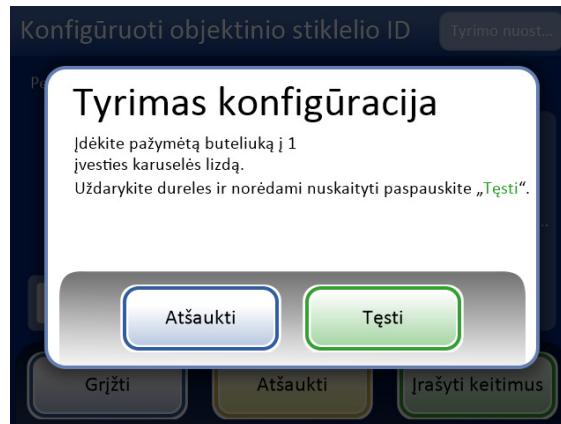 Konfigūruoti objektinio stiklelio ID
Tyrimo nuost...
Tyrimas konfigūracija
Įdėkite pažymėtą buteliuką į 1
įvesties karuselės lizdą.
Uždarykite dureles ir norėdami nuskaityti paspauskite „Tęsti“.
Atšaukti
Tęsti
Grįžti
Atšaukti
Įrašyti keitimus